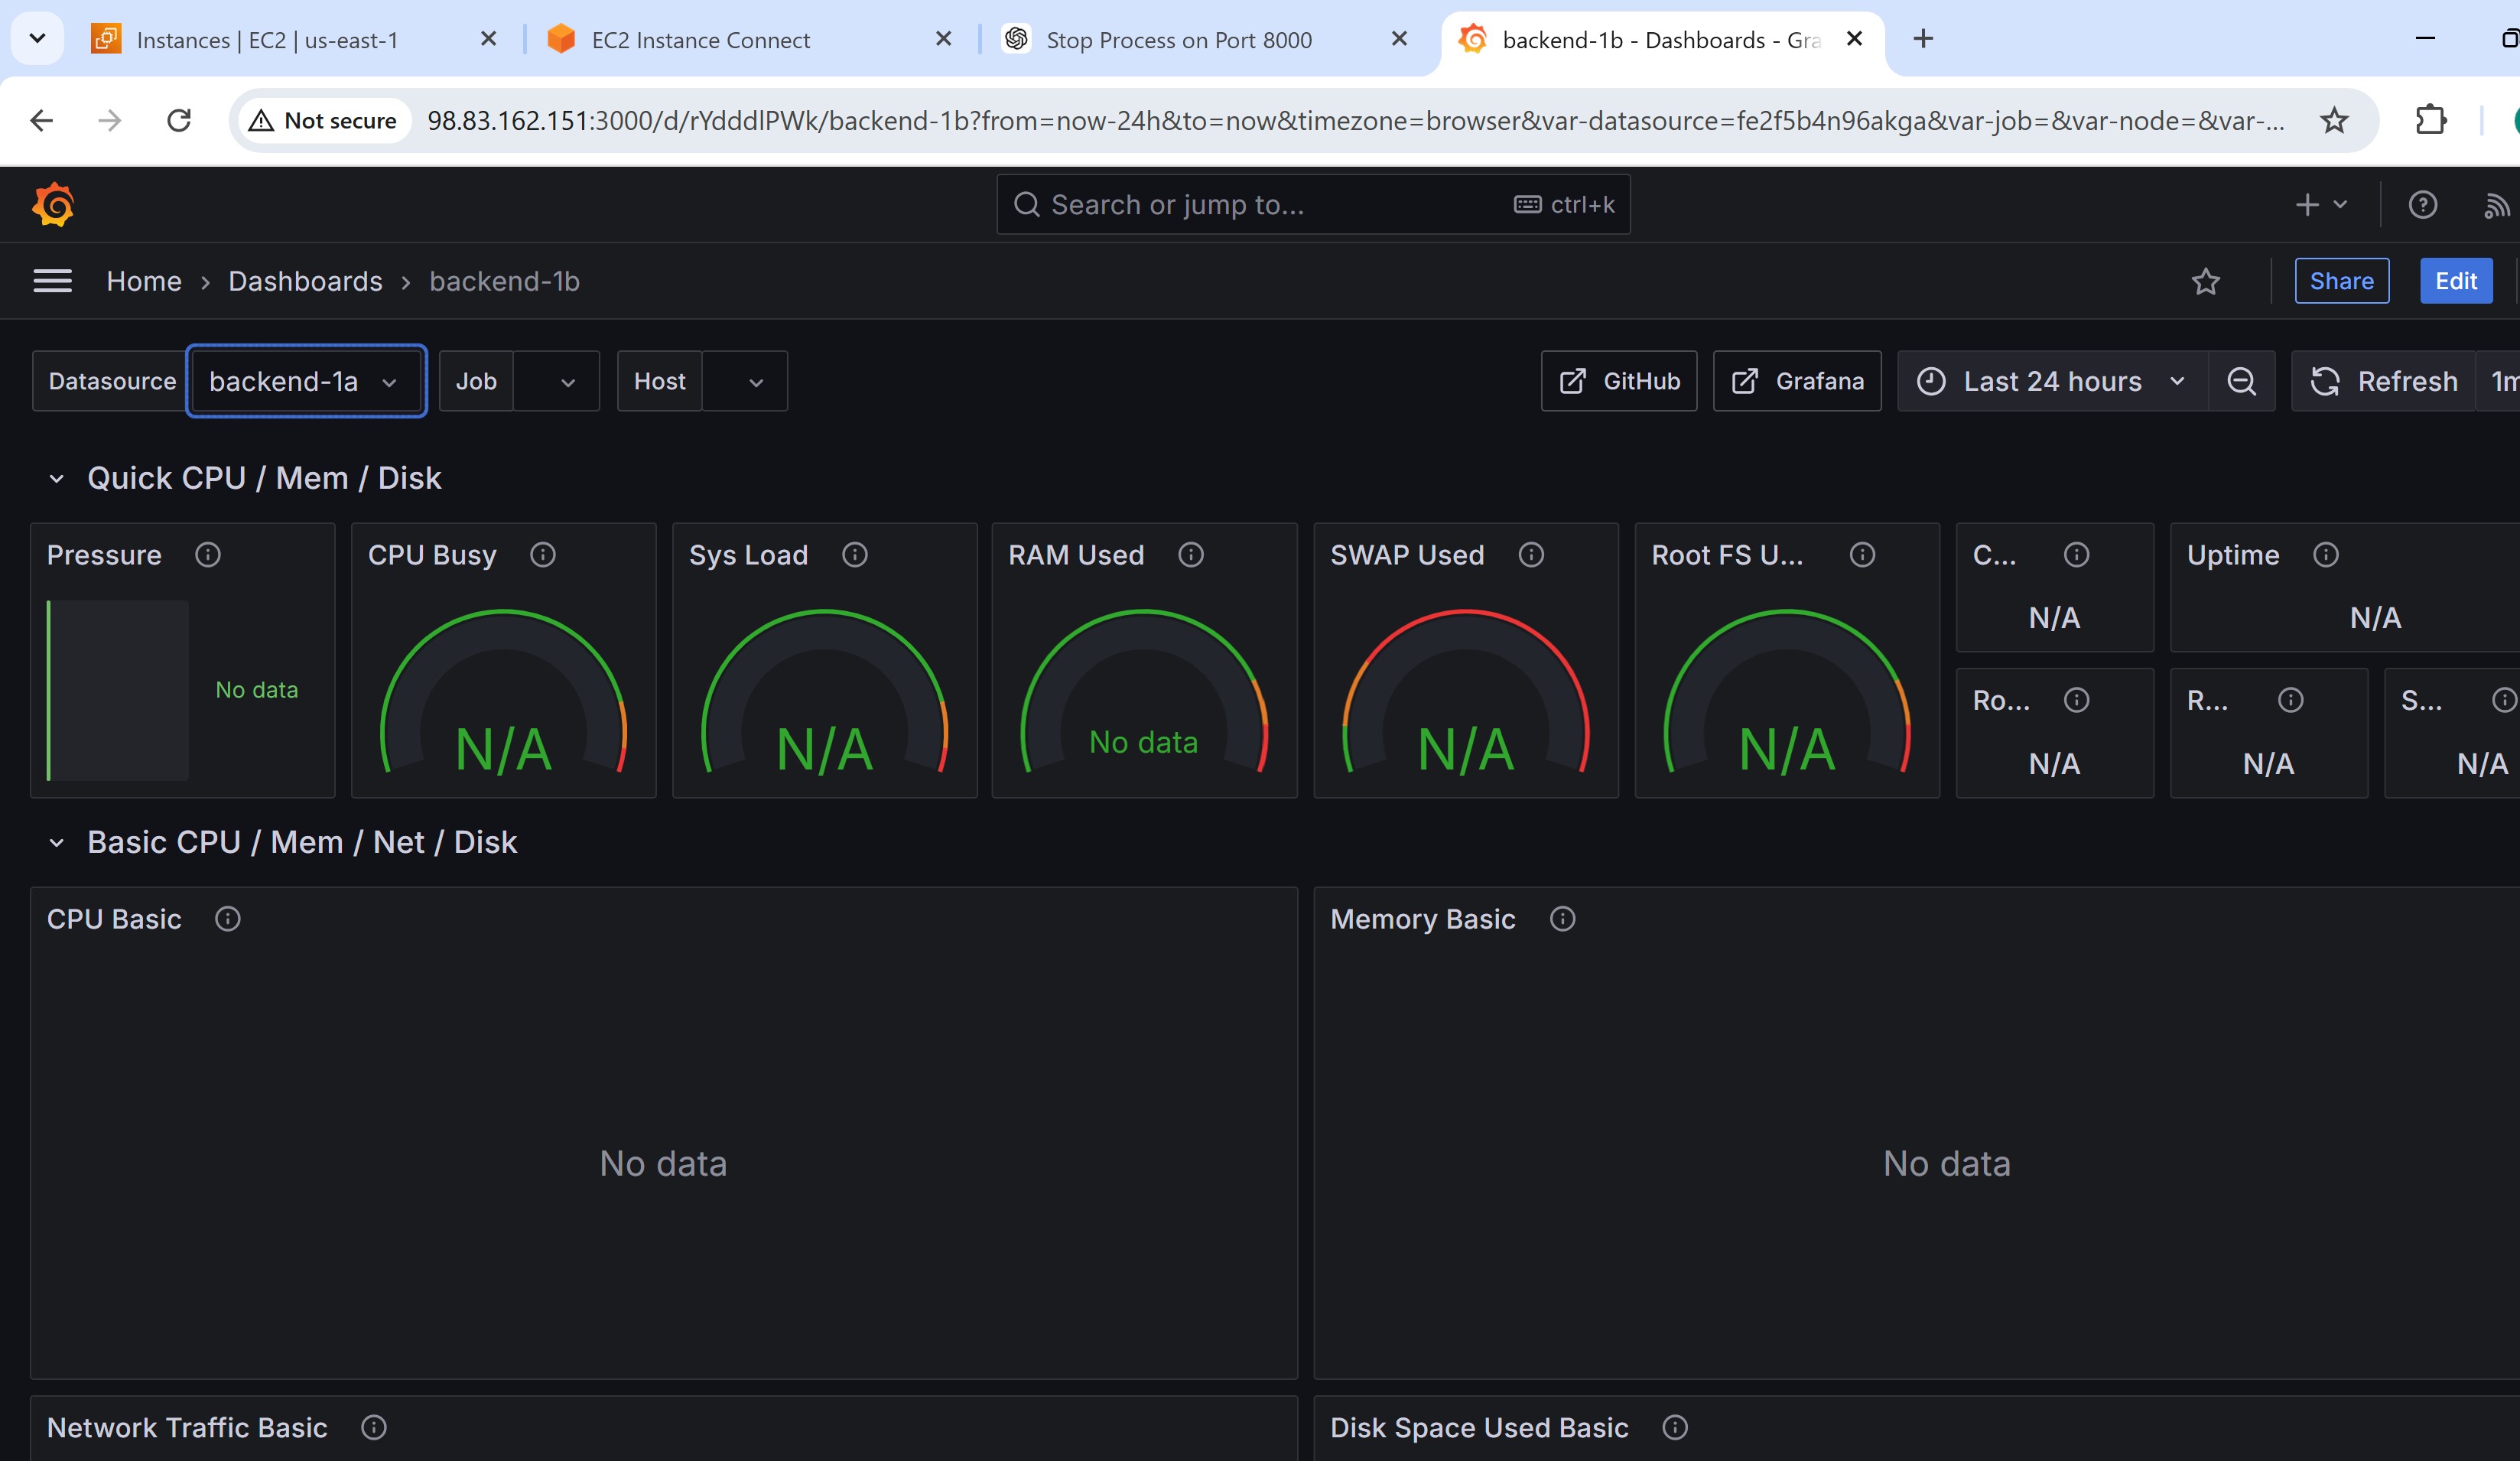 Instances | EC2 | us-east-1
EC2 Instance Connect
Stop Process on Port 8000
backend-1b - Dashboards - Gra
Not secure
98.83.162.151:3000/d/rYdddlPWk/backend-1b?from=now-24h&to=now&timezone=browser&var-datasource=fe2f5b4n96akga&var-job=&var-node=&var-...
Search or jump to...
ctrl+k
Home > Dashboards > backend-1b
Share
Edit
Datasource backend-1a
Job
Host
GitHub
Grafana
Last 24 hours
Refresh
1m
Quick CPU / Mem / Disk
Pressure
CPU Busy
Sys Load
RAM Used
SWAP Used
Root FS U...
C...
Uptime
N/A
N/A
No data
N/A
N/A
No data
N/A
N/A
Ro...
R...
S...
N/A
N/A
N/A
Basic CPU / Mem / Net / Disk
CPU Basic
Memory Basic
No data
No data
Network Traffic Basic
Disk Space Used Basic